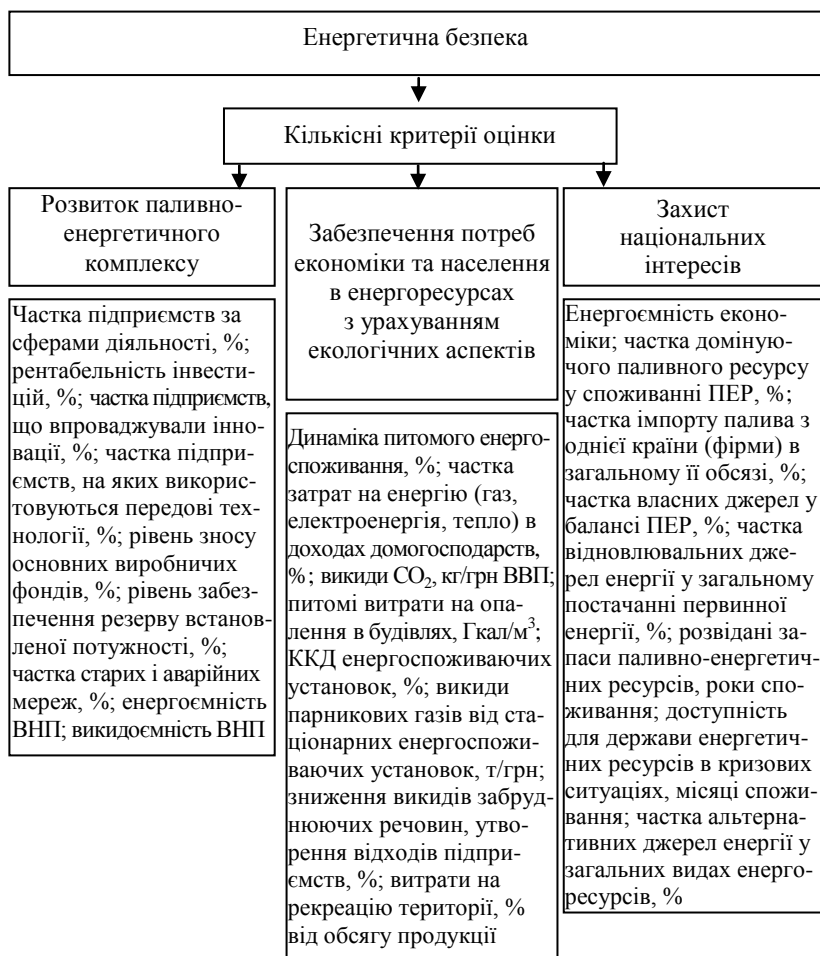 Енергетична безпека
Кількісні критерії оцінки
Розвиток паливно-
енергетичного
комплексу
Частка підприємств за
сферами діяльності, %;
рентабельність інвести-
цій, %; частка підприємств,
що впроваджували інно-
вації, %; частка підпри-
ємств, на яких викорис-
товуються передові тех-
нології, %; рівень зносу
основних виробничих
фондів, %; рівень забез-
печення резерву встанов-
леної потужності, %;
частка старих і аварійних
мереж, %; енергоємність
ВНП; викидоємність ВНП
Забезпечення потреб
економіки та населення
в енергоресурсах
з урахуванням
екологічних аспектів
Динаміка питомого енерго-
споживання, %; частка
затрат на енергію (газ,
електроенергія, тепло) в
доходах домогосподарств,
%; викиди CO₂, кг/грн ВВП;
питомі витрати на опа-
лення в будівлях, Гкал/м³;
ККД енергоспоживаючих
установок, %; викиди
парникових газів від ста-
ціонарних енергоспожи-
ваючих установок, т/грн;
зниження викидів забруд-
нюючих речовин, утво-
рення відходів підпри-
ємств, %; витрати на
рекреацію території, %
від обсягу продукції
Захист
національних
інтересів
Енергоємність еконо-
міки; частка доміную-
чого паливного ресурсу
у споживанні ПЕР, %;
частка імпорту палива з
однієї країни (фірми) в
загальному її обсязі, %;
частка власних джерел у
балансі ПЕР, %; частка
відновлювальних дже-
рел енергії у загальному
постачанні первинної
енергії, %; розвідані за-
паси паливно-енергетич-
них ресурсів, роки спо-
живання; доступність
для держави енергетич-
них ресурсів в кризових
ситуаціях, місяці спожи-
вання; частка альтерна-
тивних джерел енергії у
загальних видах енерго-
ресурсів, %